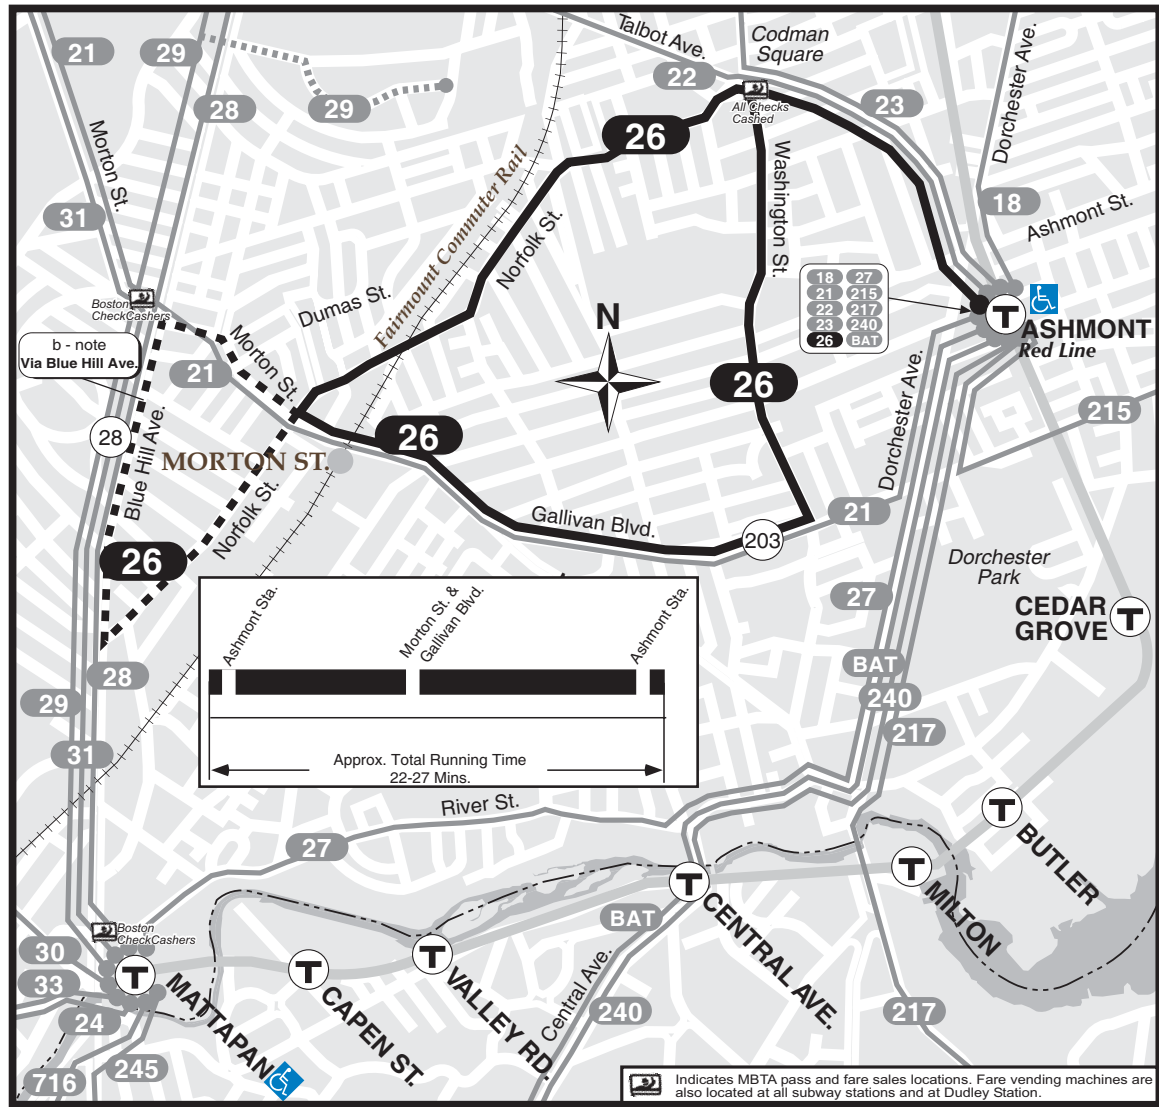 Talbot Ave.
Codman
Square
Dorchester Ave.
21
29
22
28
29
23
All Checks
Cashed
26
Morton St.
Washington St.
Fairmount Commuter Rail
31
18
Ashmont St.
Norfolk St.
18 27
21 215
22 217
23 240
26 BAT
Boston
CheckCashers
Dumas St.
N
T
ASHMONT
Red Line
b - note
Via Blue Hill Ave.
Morton St.
21
26
Dorchester Ave.
215
28
26
Blue Hill Ave.
MORTON ST.
Norfolk St.
Gallivan Blvd.
21
203
26
Dorchester
Park
27
CEDAR
GROVE
T
Ashmont Sta.
Morton St. &
Gallivan Blvd.
Ashmont Sta.
BAT
28
29
240
217
31
Approx. Total Running Time
22-27 Mins.
River St.
27
T
BUTLER
T
MILTON
T
CENTRAL AVE.
BAT
Boston
CheckCashers
30
T
MATTAPAN
T
CAPEN ST.
T
VALLEY RD.
Central Ave.
33
24
240
217
716
245
Indicates MBTA pass and fare sales locations. Fare vending machines are
also located at all subway stations and at Dudley Station.